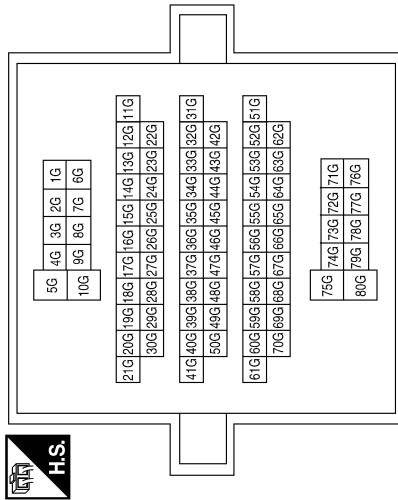 5G 4G 3G 2G 1G
10G 9G 8G 7G 6G
21G 20G 19G 18G 17G 16G 15G 14G 13G 12G 11G
30G 29G 28G 27G 26G 25G 24G 23G 22G
41G 40G 39G 38G 37G 36G 35G 34G 33G 32G 31G
50G 49G 48G 47G 46G 45G 44G 43G 42G
61G 60G 59G 58G 57G 56G 55G 54G 53G 52G 51G
70G 69G 68G 67G 66G 65G 64G 63G 62G
75G 74G 73G 72G 71G
80G 79G 78G 77G 76G
H.S.